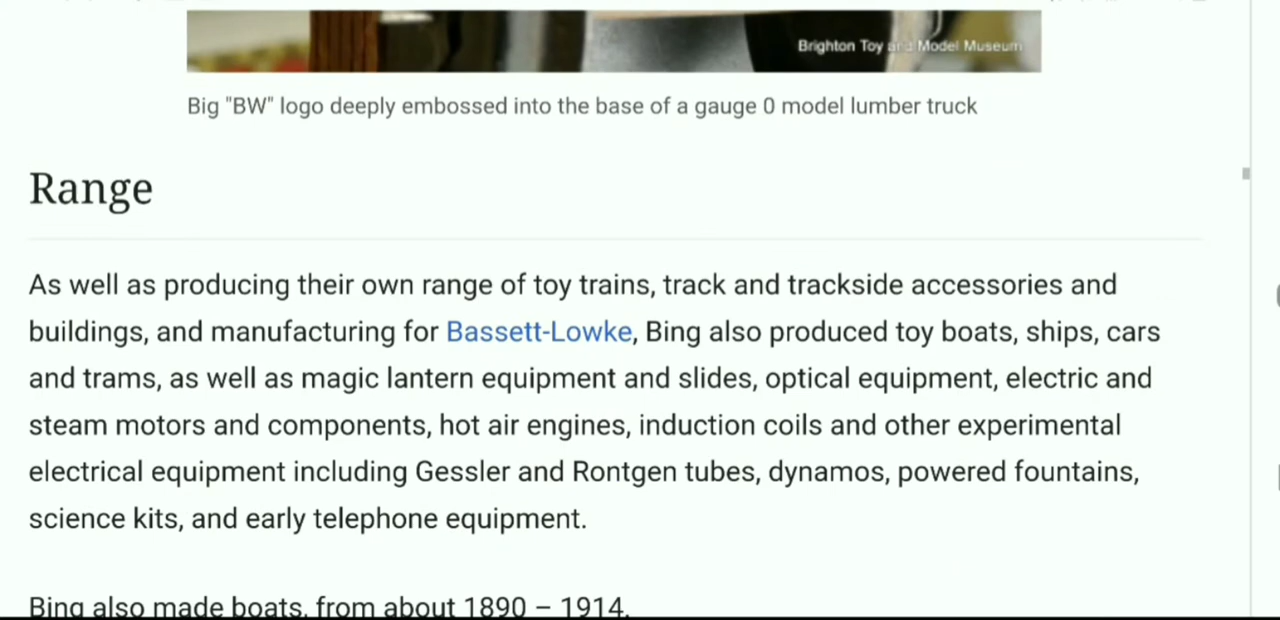 Brighton Toy and Model Museum
Big "BW" logo deeply embossed into the base of a gauge 0 model lumber truck
Range
As well as producing their own range of toy trains, track and trackside accessories and
buildings, and manufacturing for Bassett-Lowke, Bing also produced toy boats, ships, cars
and trams, as well as magic lantern equipment and slides, optical equipment, electric and
steam motors and components, hot air engines, induction coils and other experimental
electrical equipment including Gessler and Rontgen tubes, dynamos, powered fountains,
science kits, and early telephone equipment.
Bing also made boats, from about 1890 – 1914.